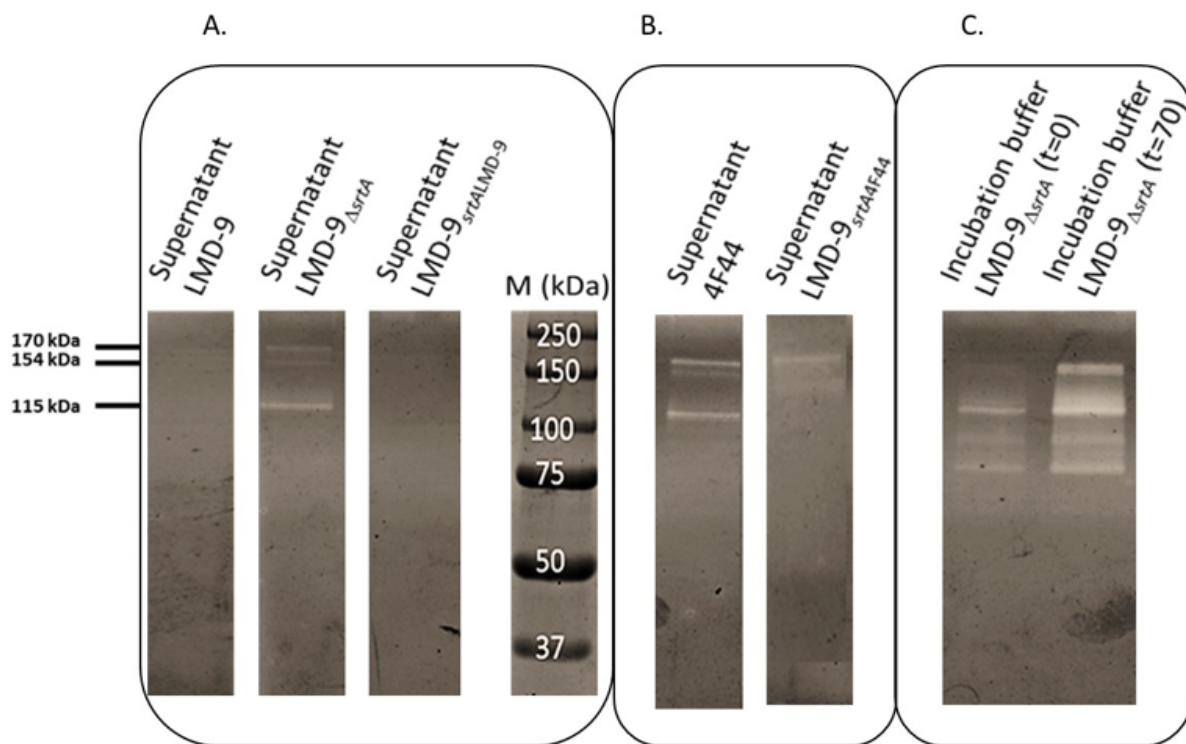 A.
B.
C.
Supernatant
LMD-9
Supernatant
LMD-9ΔsrtA
Supernatant
LMD-9srtALMD-9
M (kDa)
Supernatant
4F44
Supernatant
LMD-9srtA4F44
Incubation buffer
LMD-9ΔsrtA (t=0)
Incubation buffer
LMD-9ΔsrtA (t=70)
170 kDa
154 kDa
115 kDa
250
150
100
75
50
37